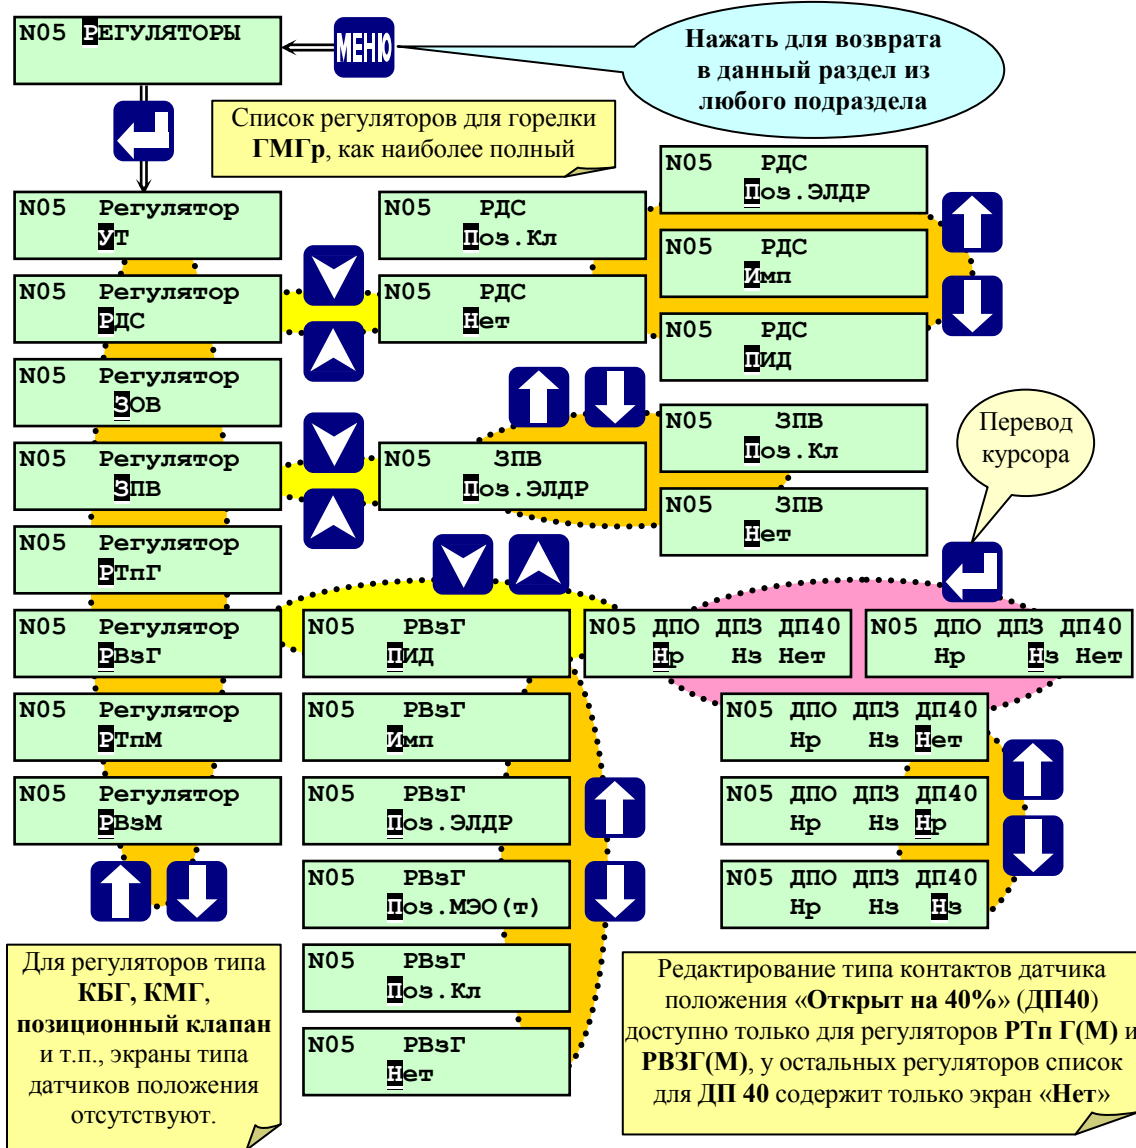 N05 РЕГУЛЯТОРЫ
МЕНЮ
Нажать для возврата
в данный раздел из
любого подраздела
Список регуляторов для горелки
ГМГр, как наиболее полный
N05 Регулятор
УТ
N05 РДС
Поз.Кл
N05 РДС
Поз.ЭЛДР
N05 РДС
Имп
N05 Регулятор
РДС
N05 РДС
Нет
N05 РДС
ПИД
N05 Регулятор
ЗОВ
N05 ЗПВ
Поз.Кл
Перевод
курсора
N05 Регулятор
ЗПВ
N05 ЗПВ
Поз.ЭЛДР
N05 ЗПВ
Нет
N05 Регулятор
РТпГ
N05 Регулятор
РВзГ
N05 РВзГ
ПИД
N05 ДПО ДПЗ ДП40
Нр Нз Нет
N05 ДПО ДПЗ ДП40
Нр Нз Нет
N05 Регулятор
РТпМ
N05 РВзГ
Имп
N05 ДПО ДПЗ ДП40
Нр Нз Нет
N05 Регулятор
РВзМ
N05 РВзГ
Поз.ЭЛДР
N05 ДПО ДПЗ ДП40
Нр Нз Нр
N05 РВзГ
Поз.МЭО(т)
N05 ДПО ДПЗ ДП40
Нр Нз Нз
N05 РВзГ
Поз.Кл
N05 РВзГ
Нет
Для регуляторов типа
КБГ, КМГ,
позиционный клапан
и т.п., экраны типа
датчиков положения
отсутствуют.
Редактирование типа контактов датчика
положения «Открыт на 40%» (ДП40)
доступно только для регуляторов РТп Г(М) и
РВЗГ(М), у остальных регуляторов список
для ДП 40 содержит только экран «Нет»